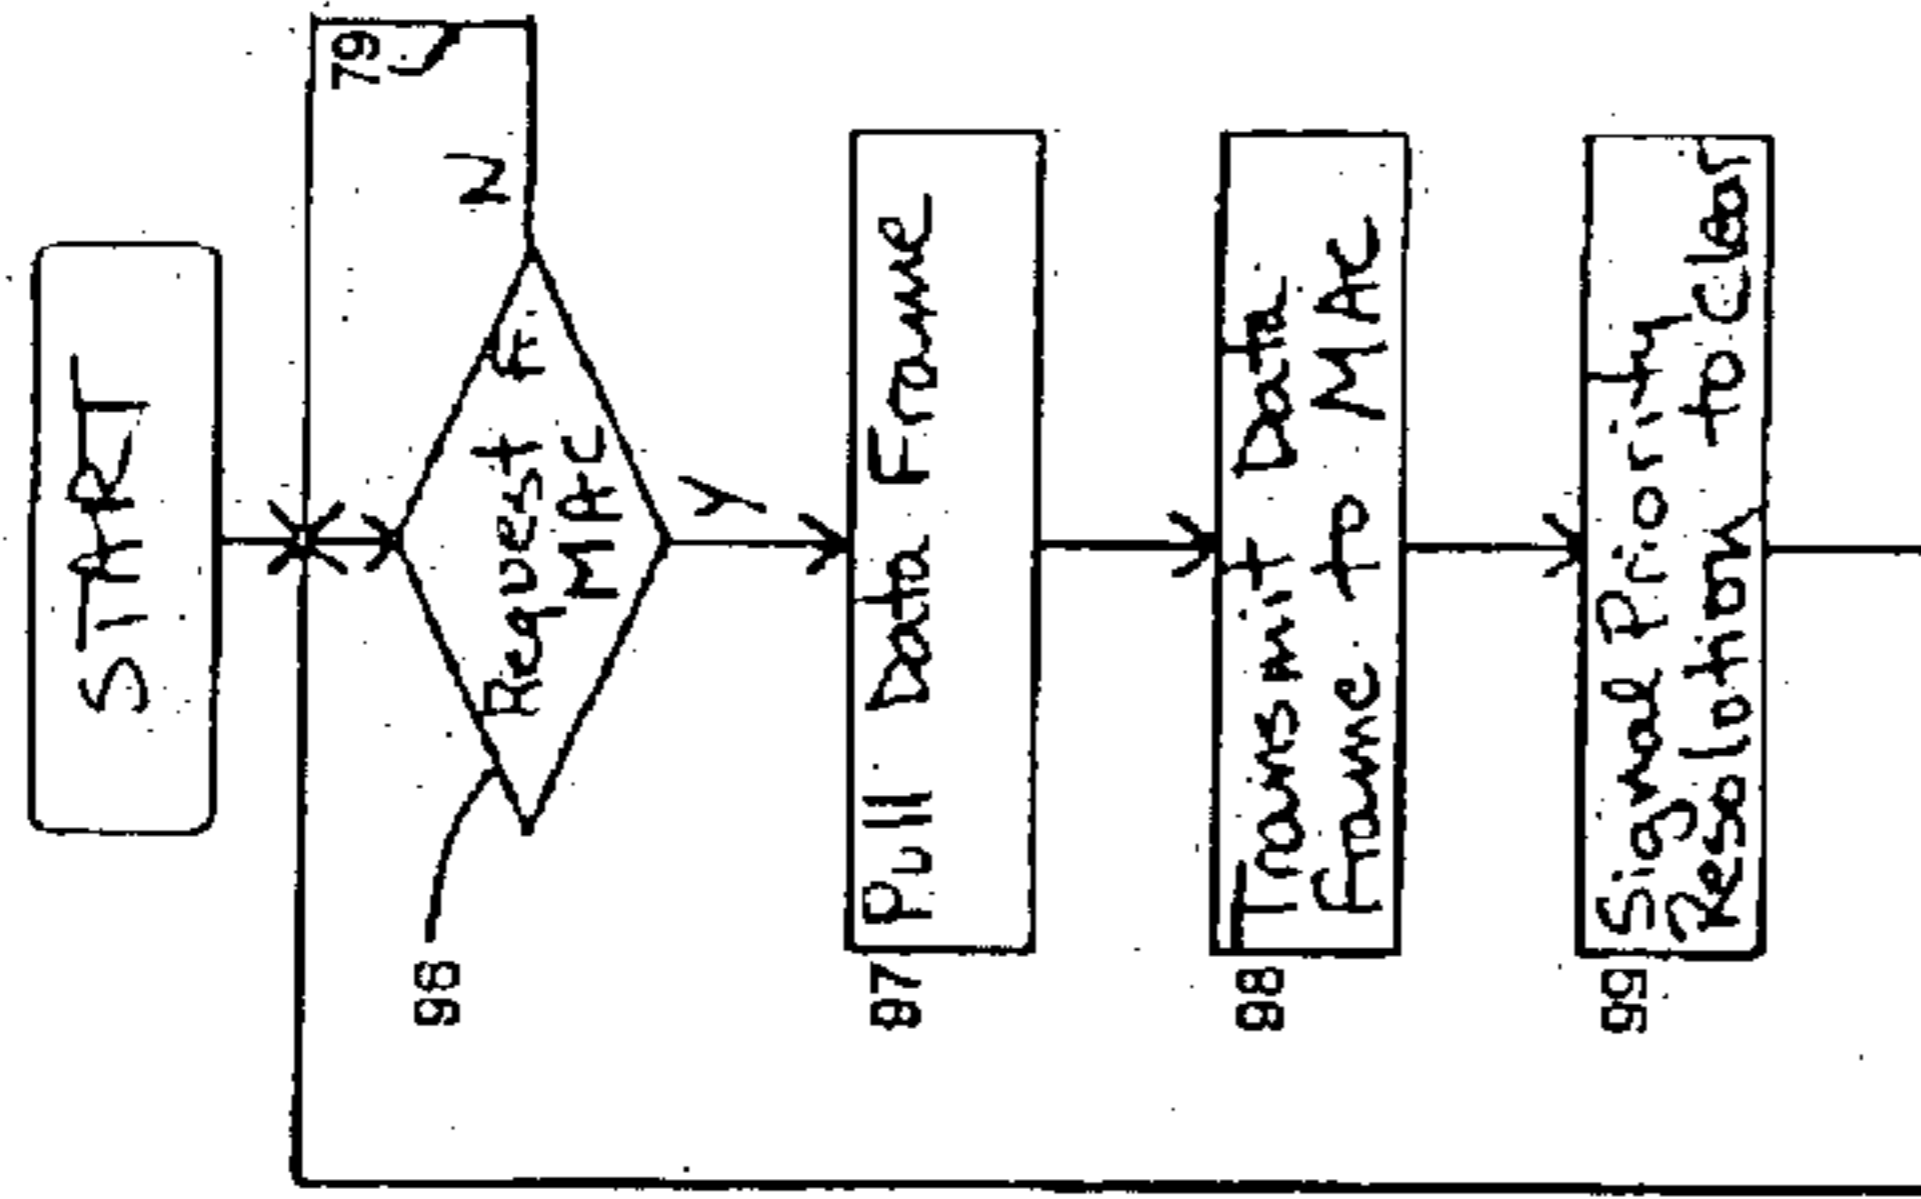 START
79
N
98
Request fr.
MAC
Y
97
Pull Data Frame
98
Transmit Data
Frame to MAC
99
Signal Priority
Resolution to Clear